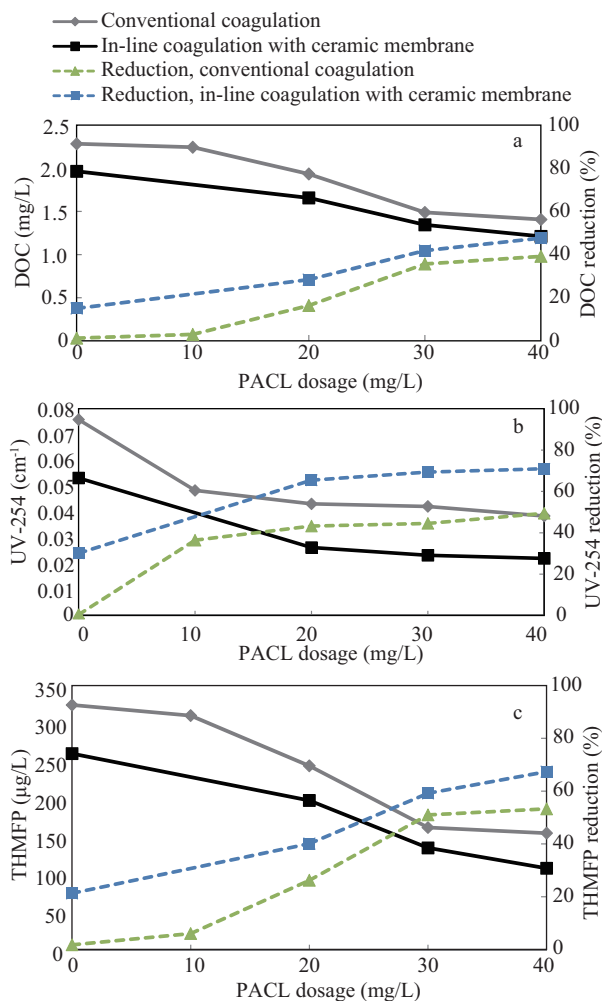 Conventional coagulation
In-line coagulation with ceramic membrane
Reduction, conventional coagulation
Reduction, in-line coagulation with ceramic membrane
a
2.5
2.0
1.5
1.0
0.5
0
DOC (mg/L)
100
80
60
40
20
0
DOC reduction (%)
0 10 20 30 40
PACL dosage (mg/L)
b
0.08
0.07
0.06
0.05
0.04
0.03
0.02
0.01
0
UV-254 (cm⁻¹)
100
80
60
40
20
0
UV-254 reduction (%)
0 10 20 30 40
PACL dosage (mg/L)
c
350
300
250
200
150
100
50
0
THMFP (μg/L)
100
80
60
40
20
0
THMFP reduction (%)
0 10 20 30 40
PACL dosage (mg/L)